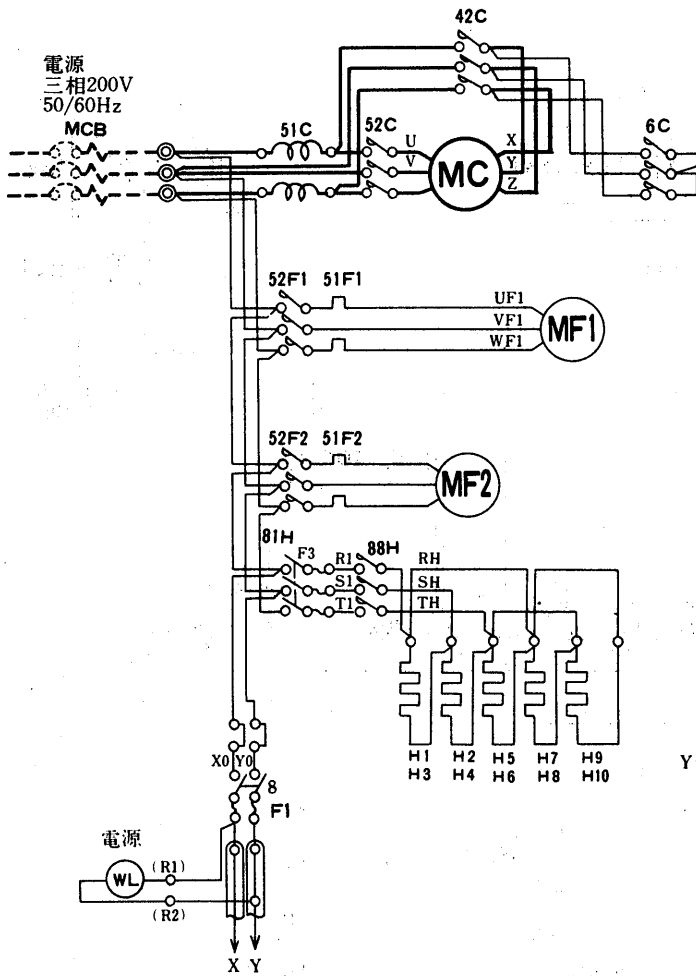 42C
電源
三相200V
50/60Hz
MCB
51C
52C
6C
U
V
X
Y
Z
MC
52F1
51F1
UF1
VF1
WF1
MF1
52F2
51F2
MF2
81H
F3
R1
88H
RH
S1
SH
T1
TH
H1
H2
H5
H7
H9
H3
H4
H6
H8
H10
Y
X0
Y0
8
F1
電源
WL
(R1)
(R2)
X
Y